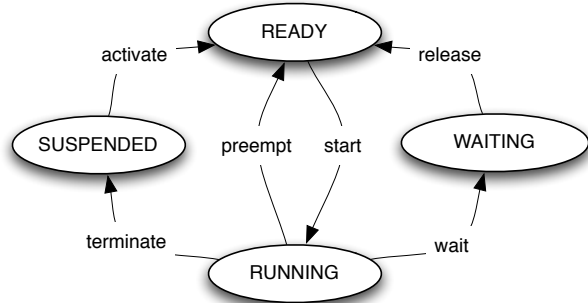 READY
activate
release
SUSPENDED
preempt
start
WAITING
terminate
wait
RUNNING